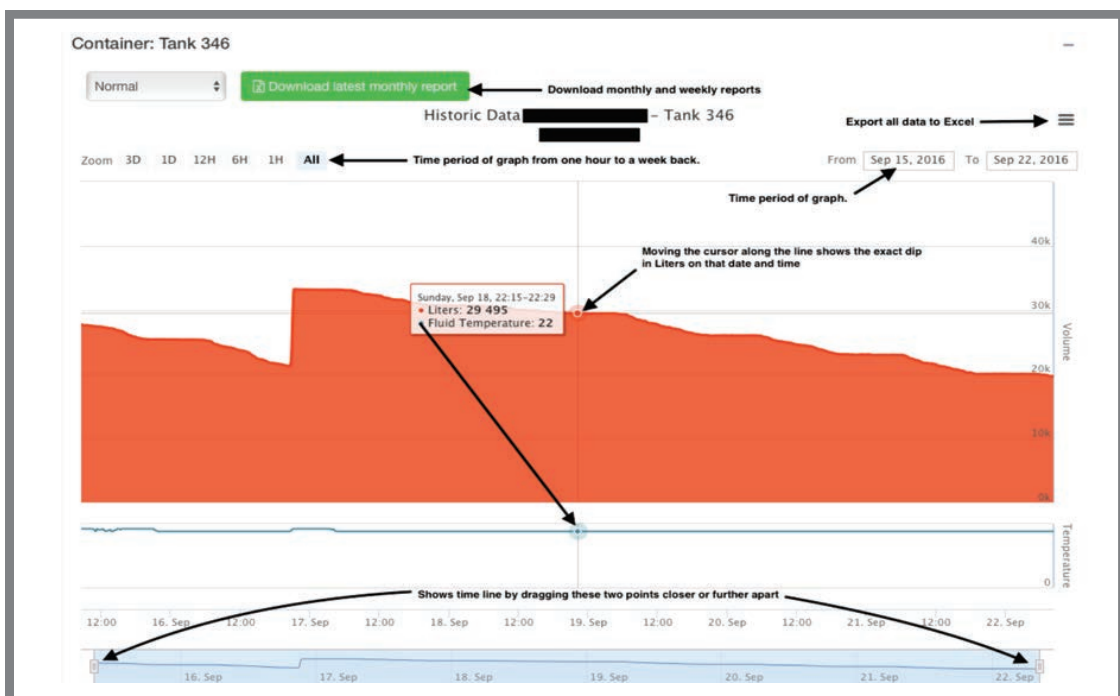 Container: Tank 346
Normal
Download latest monthly report
Download monthly and weekly reports
Historic Data – Tank 346
Export all data to Excel
Zoom 3D 1D 12H 6H 1H All
Time period of graph from one hour to a week back.
From Sep 15, 2016 To Sep 22, 2016
Time period of graph.
40k
Moving the cursor along the line shows the exact dip
in Liters on that date and time
Sunday, Sep 18, 22:15-22:29
• Liters: 29 495
• Fluid Temperature: 22
30k
Volume
20k
10k
0k
Temperature
0
Shows time line by dragging these two points closer or further apart
12:00 16. Sep 12:00 17. Sep 12:00 18. Sep 12:00 19. Sep 12:00 20. Sep 12:00 21. Sep 12:00 22. Sep
16. Sep 17. Sep 18. Sep 19. Sep 20. Sep 21. Sep 22. Sep